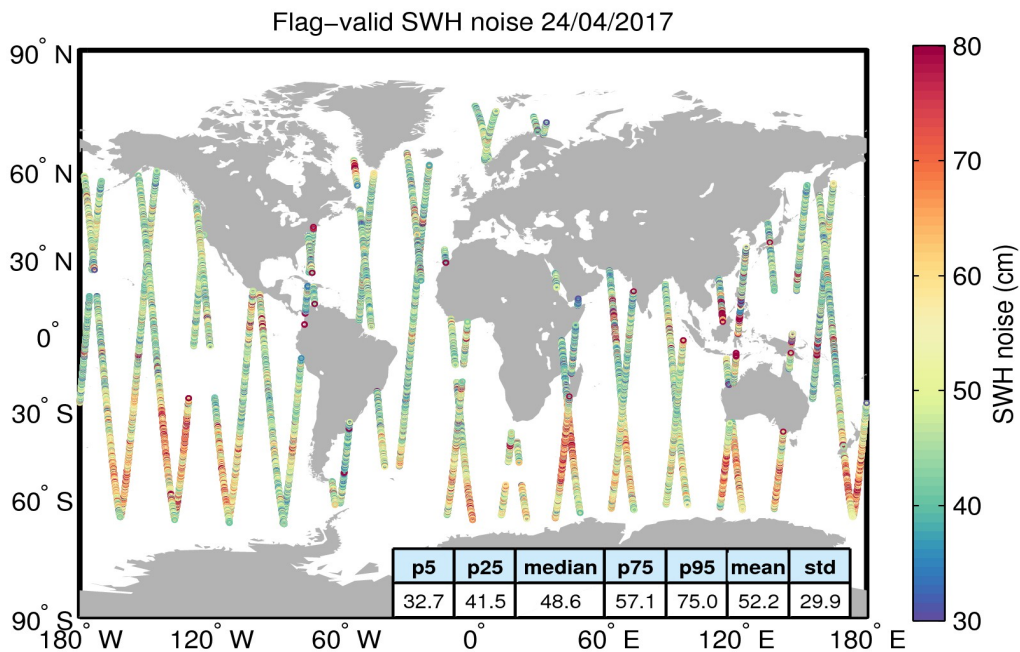 Flag−valid SWH noise 24/04/2017
90° N
60° N
30° N
0°
30° S
60° S
90° S
180° W
120° W
60° W
0°
60° E
120° E
180° E
p5 p25 median p75 p95 mean std
32.7 41.5 48.6 57.1 75.0 52.2 29.9
80
70
60
50
40
30
SWH noise (cm)